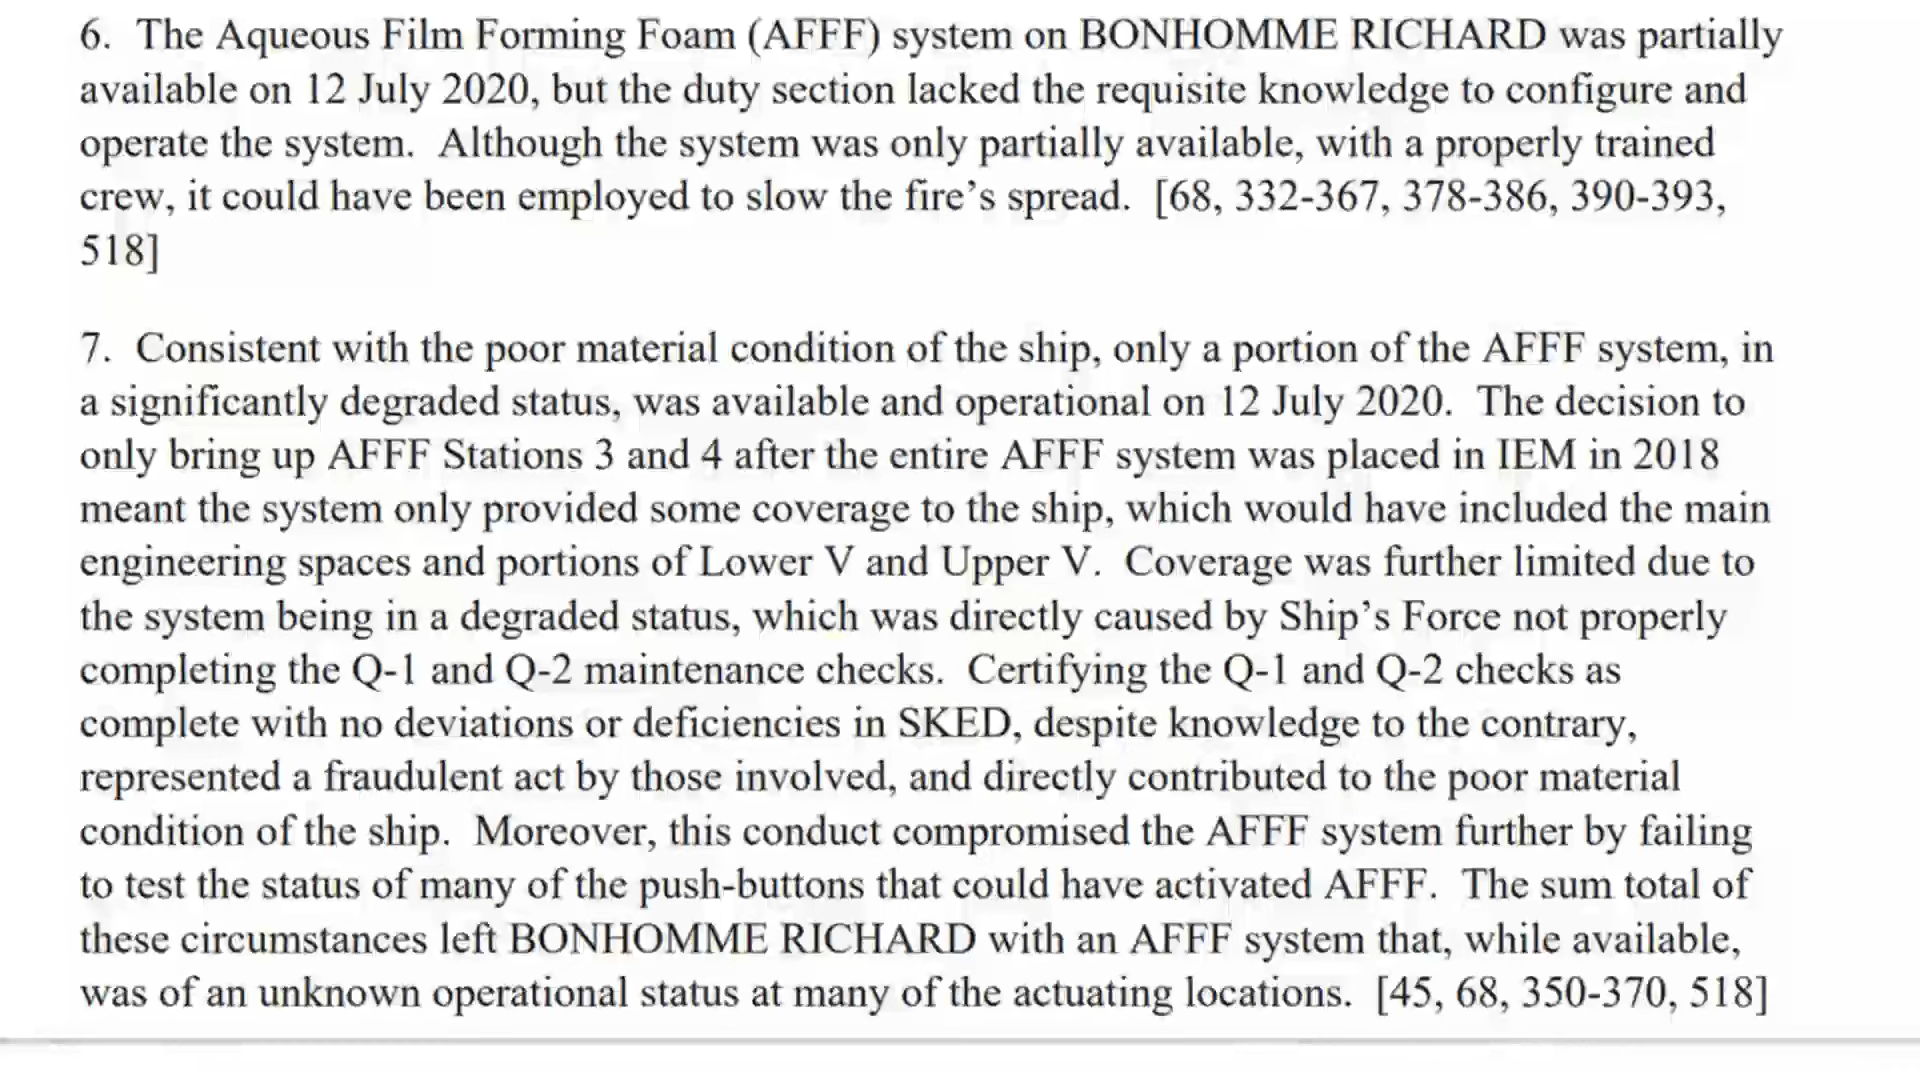 6.  The Aqueous Film Forming Foam (AFFF) system on BONHOMME RICHARD was partially
available on 12 July 2020, but the duty section lacked the requisite knowledge to configure and
operate the system.  Although the system was only partially available, with a properly trained
crew, it could have been employed to slow the fire’s spread.  [68, 332-367, 378-386, 390-393,
518]
7.  Consistent with the poor material condition of the ship, only a portion of the AFFF system, in
a significantly degraded status, was available and operational on 12 July 2020.  The decision to
only bring up AFFF Stations 3 and 4 after the entire AFFF system was placed in IEM in 2018
meant the system only provided some coverage to the ship, which would have included the main
engineering spaces and portions of Lower V and Upper V.  Coverage was further limited due to
the system being in a degraded status, which was directly caused by Ship’s Force not properly
completing the Q-1 and Q-2 maintenance checks.  Certifying the Q-1 and Q-2 checks as
complete with no deviations or deficiencies in SKED, despite knowledge to the contrary,
represented a fraudulent act by those involved, and directly contributed to the poor material
condition of the ship.  Moreover, this conduct compromised the AFFF system further by failing
to test the status of many of the push-buttons that could have activated AFFF.  The sum total of
these circumstances left BONHOMME RICHARD with an AFFF system that, while available,
was of an unknown operational status at many of the actuating locations.  [45, 68, 350-370, 518]